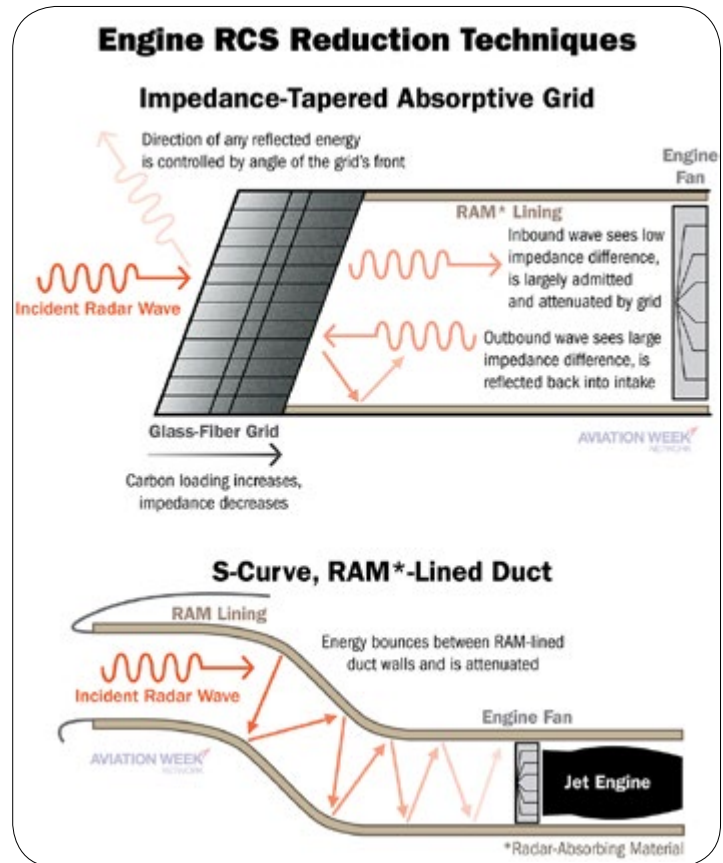 Engine RCS Reduction Techniques
Impedance-Tapered Absorptive Grid
Direction of any reflected energy
is controlled by angle of the grid's front
Engine
Fan
RAM* Lining
Incident Radar Wave
Inbound wave sees low
impedance difference,
is largely admitted
and attenuated by grid
Outbound wave sees large
impedance difference, is
reflected back into intake
Glass-Fiber Grid
AVIATION WEEK
NETWORK
Carbon loading increases,
impedance decreases
S-Curve, RAM*-Lined Duct
RAM Lining
Energy bounces between RAM-lined
duct walls and is attenuated
Incident Radar Wave
Engine Fan
AVIATION WEEK
NETWORK
Jet Engine
*Radar-Absorbing Material